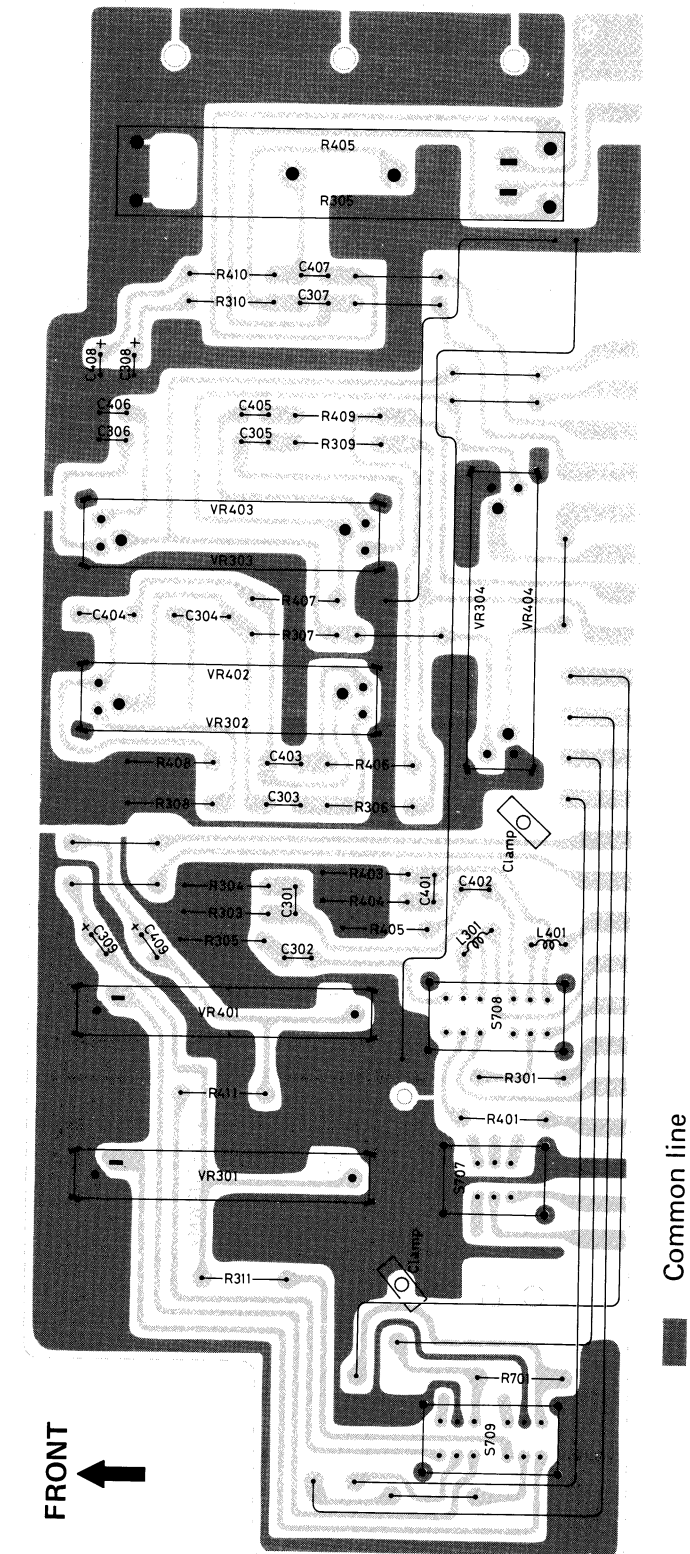 R405
R305
R410
C407
R310
C307
C408
+
C308
+
C406
C405
R409
C306
C305
R309
VR403
VR303
VR304
VR404
R407
C404
C304
R307
VR402
VR302
C403
R408
R406
C303
R308
R306
Clamp
R403
R304
C301
C401
C402
R404
R303
R405
L301
L401
R305
+
C309
+
C409
C302
VR401
S708
R301
R411
R401
VR301
S707
Clamp
R311
R701
S709
FRONT
Common line